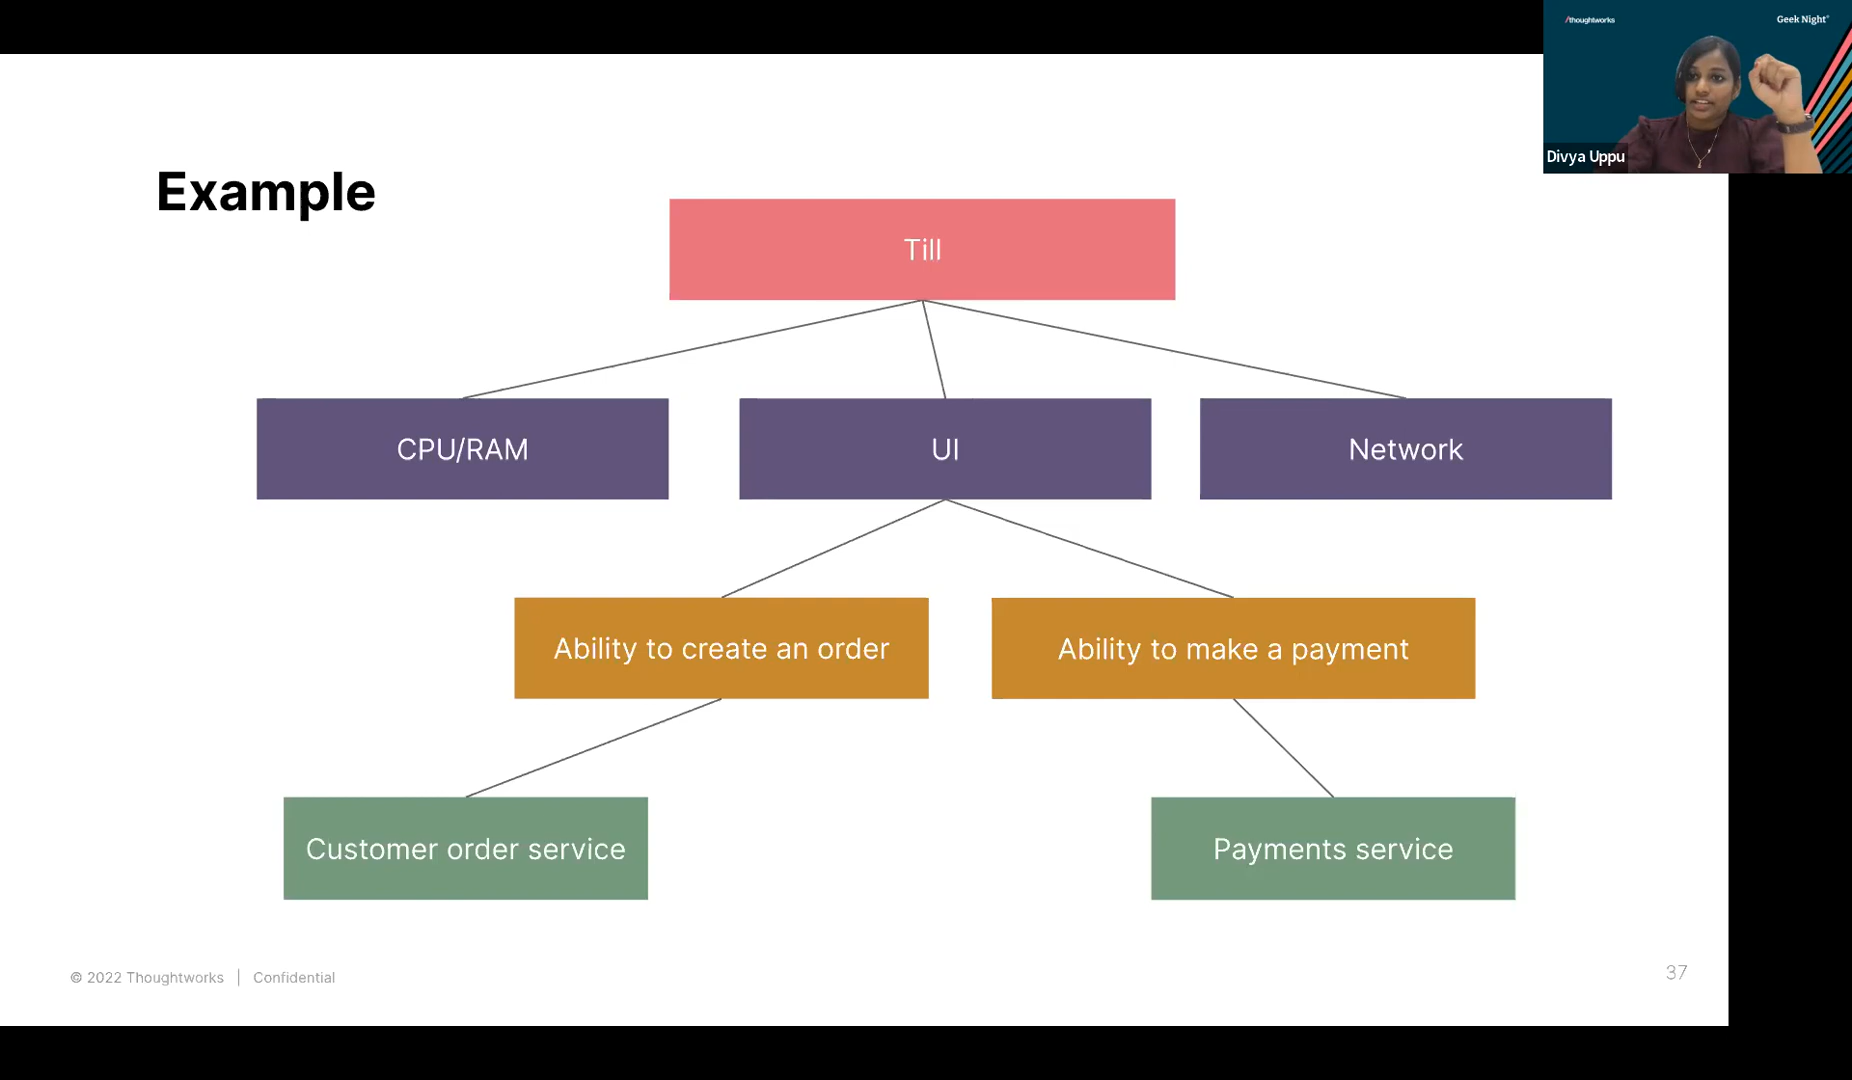 /thoughtworks
Geek Night
Divya Uppu
Example
Till
CPU/RAM
UI
Network
Ability to create an order
Ability to make a payment
Customer order service
Payments service
© 2022 Thoughtworks | Confidential
37